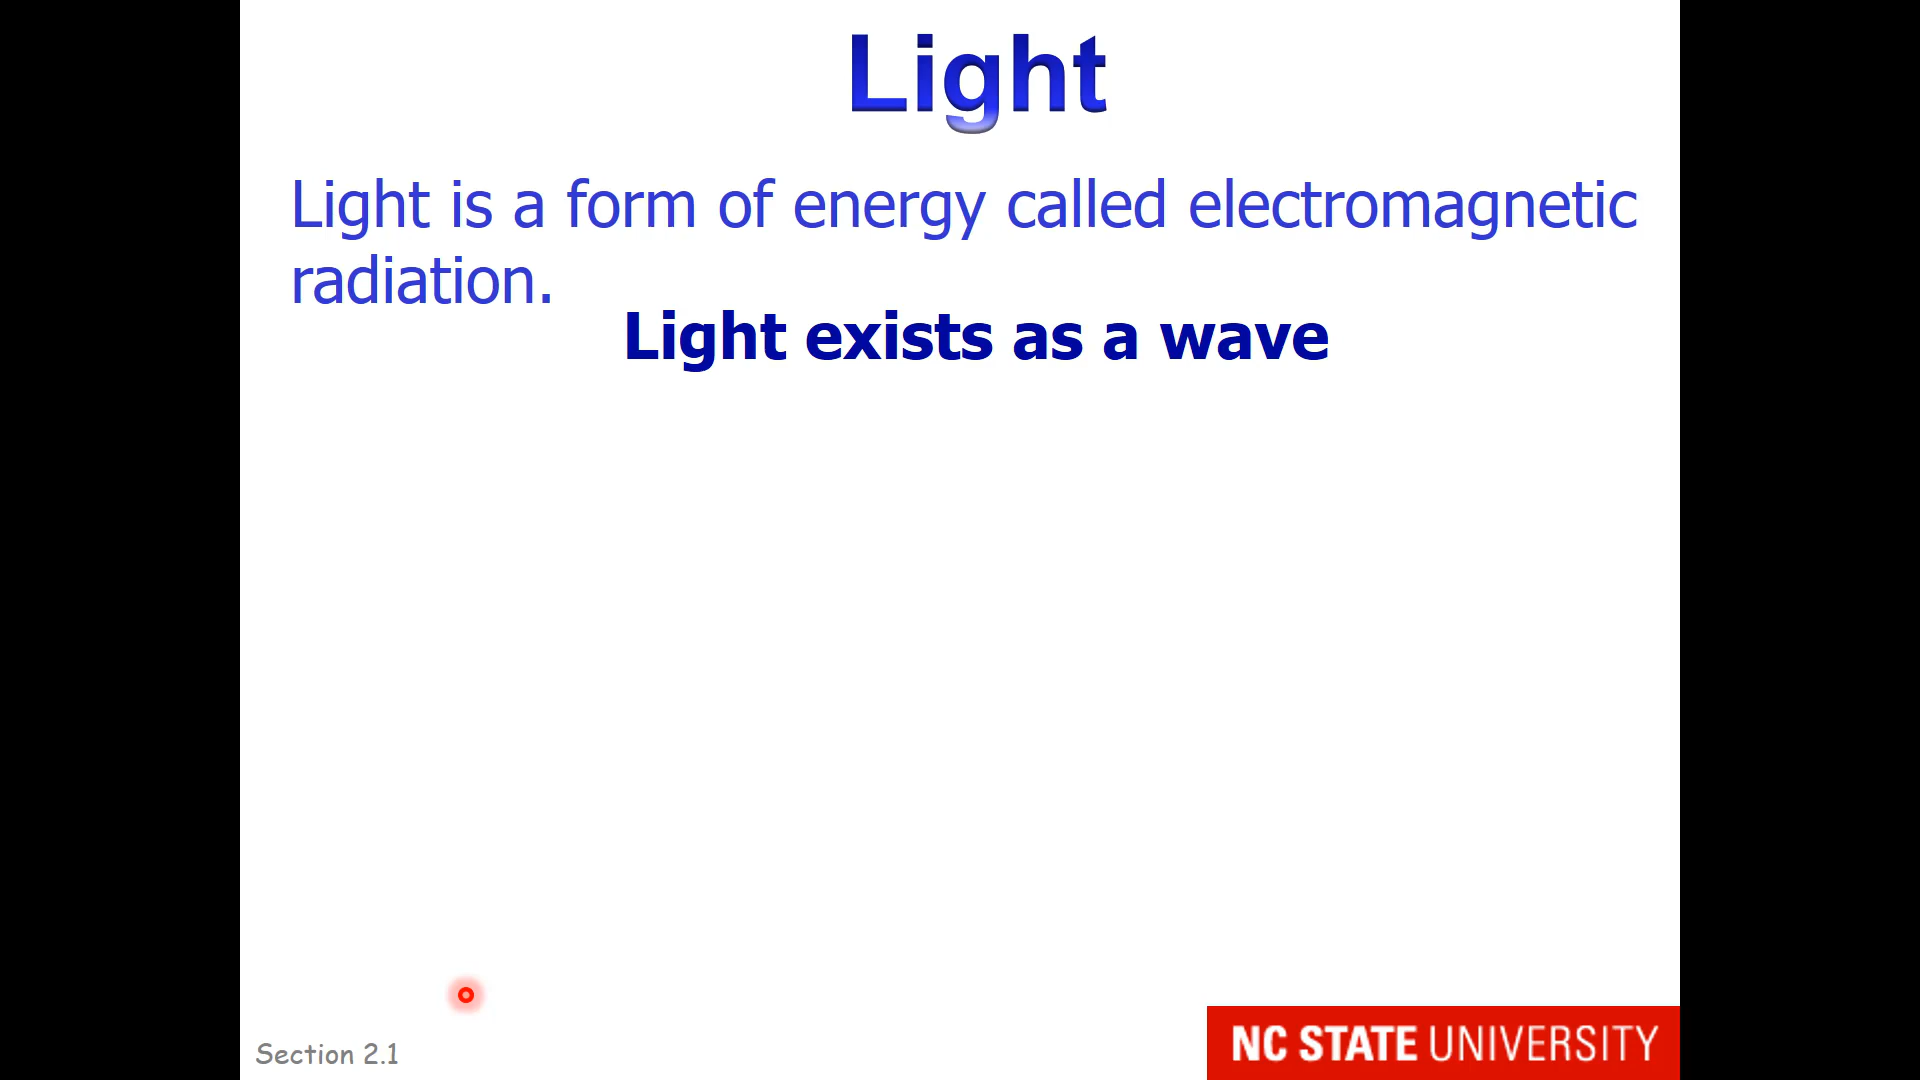 Light
Light is a form of energy called electromagnetic
radiation.
Light exists as a wave
Section 2.1
NC STATE UNIVERSITY